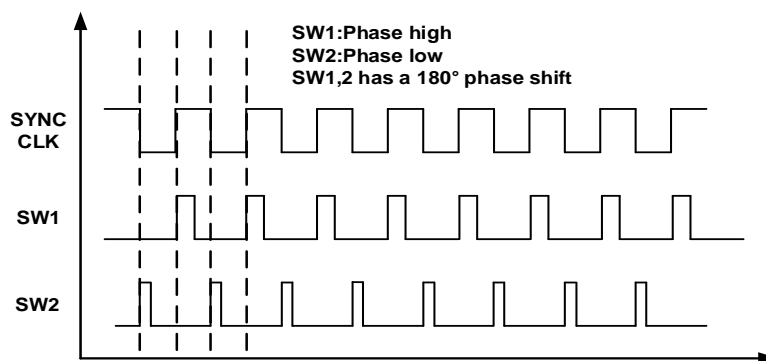 SW1:Phase high
SW2:Phase low
SW1,2 has a 180° phase shift
SYNC
CLK
SW1
SW2